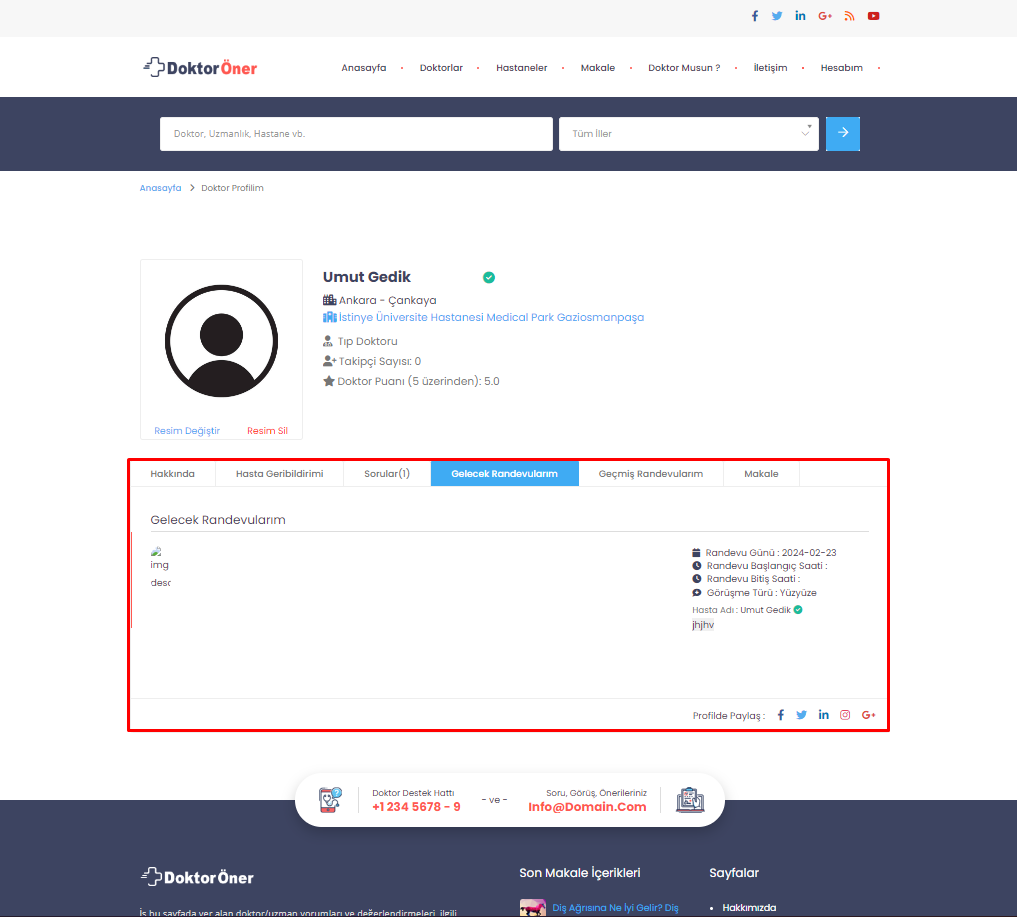 Doktor Öner
Anasayfa • Doktorlar • Hastaneler • Makale • Doktor Musun ? • İletişim • Hesabım •
Doktor, Uzmanlık, Hastane vb. Tüm İller
Anasayfa > Doktor Profilim
Umut Gedik
Ankara - Çankaya
İstinye Üniversite Hastanesi Medical Park Gaziosmanpaşa
Tıp Doktoru
Takipçi Sayısı: 0
Doktor Puanı (5 üzerinden): 5.0
Resim Değiştir Resim Sil
Hakkında Hasta Geribildirimi Sorular(1) Gelecek Randevularım Geçmiş Randevularım Makale
Gelecek Randevularım
img
desc
Randevu Günü : 2024-02-23
Randevu Başlangıç Saati :
Randevu Bitiş Saati :
Görüşme Türü : Yüzyüze
Hasta Adı : Umut Gedik
jhjhv
Profilde Paylaş :
Doktor Destek Hattı
+1 234 5678 - 9
- ve -
Soru, Görüş, Önerileriniz
Info@Domain.Com
Doktor Öner
Son Makale İçerikleri
Sayfalar
İş bu sayfada yer alan doktor/uzman yorumları ve değerlendirmeleri, ilgili
Diş Ağrısına Ne İyi Gelir? Diş
• Hakkımızda